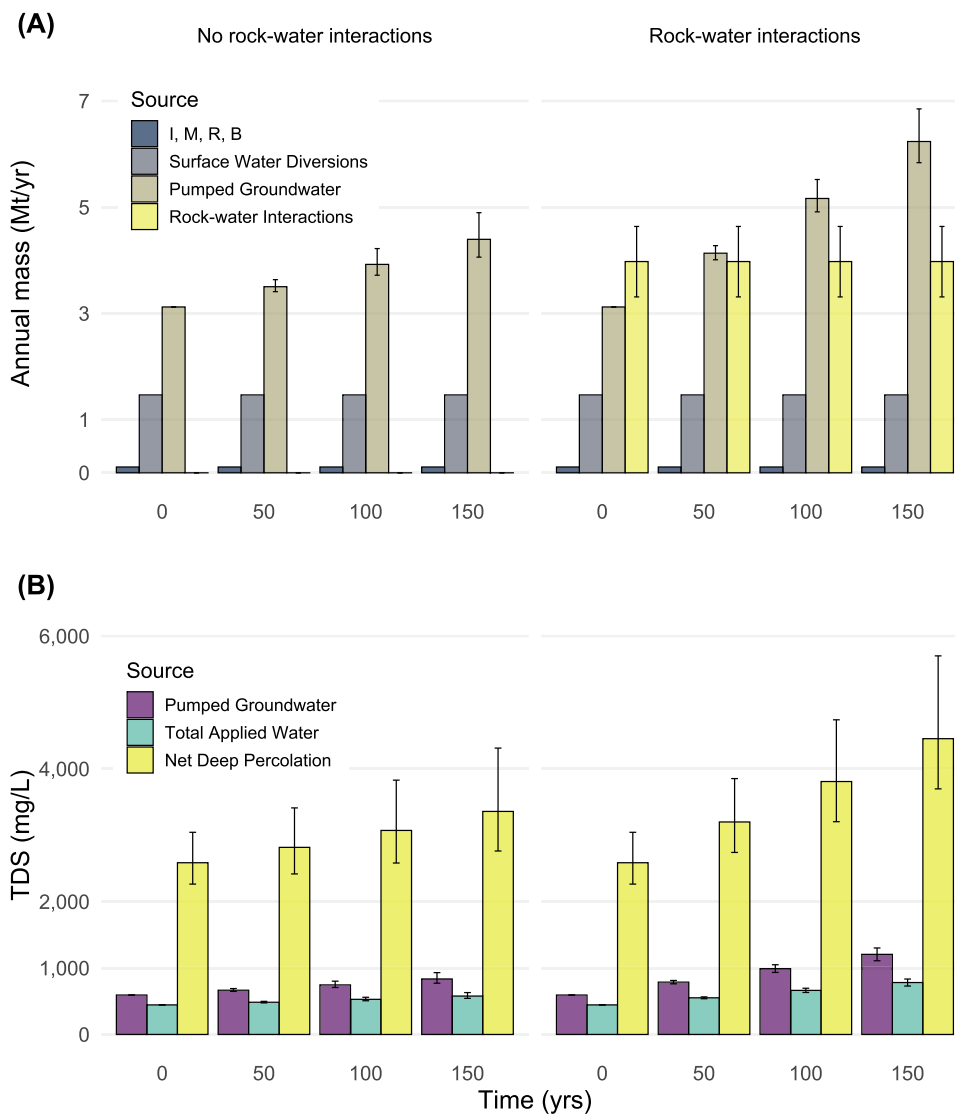 (A)
No rock-water interactions
Rock-water interactions
Annual mass (Mt/yr)
7
5
3
1
0
Source
I, M, R, B
Surface Water Diversions
Pumped Groundwater
Rock-water Interactions
0 50 100 150
0 50 100 150
(B)
TDS (mg/L)
6,000
4,000
2,000
1,000
0
Source
Pumped Groundwater
Total Applied Water
Net Deep Percolation
0 50 100 150
0 50 100 150
Time (yrs)